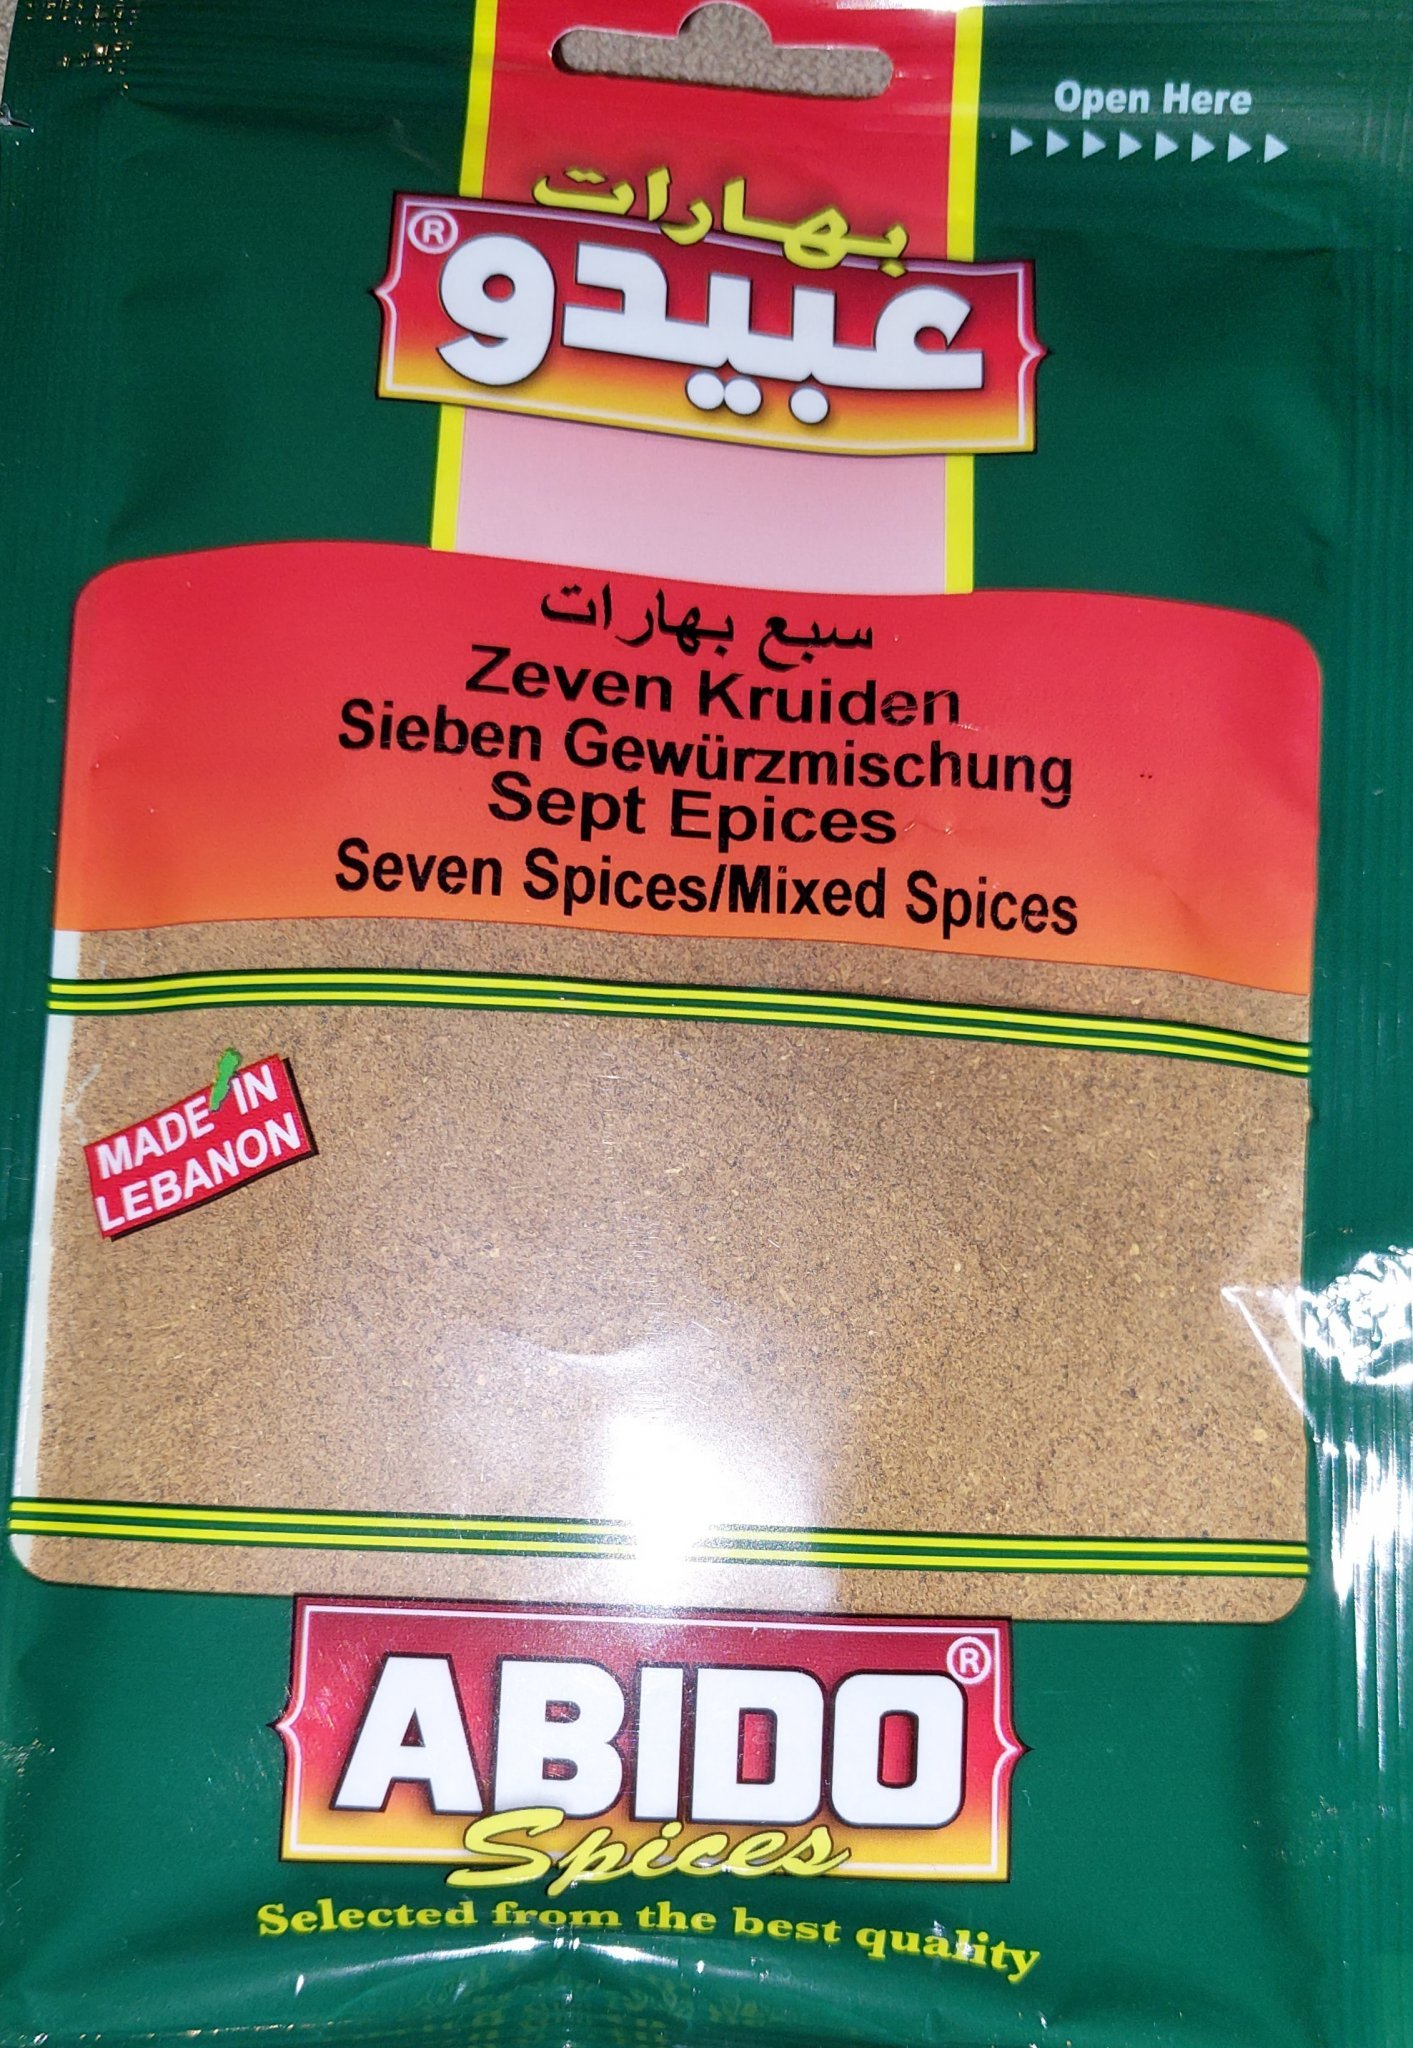 Open Here
بهارات
عبيدو®
سبع بهارات
Zeven Kruiden
Sieben Gewürzmischung
Sept Epices
Seven Spices/Mixed Spices
MADE IN
LEBANON
ABIDO®
Spices
Selected from the best quality